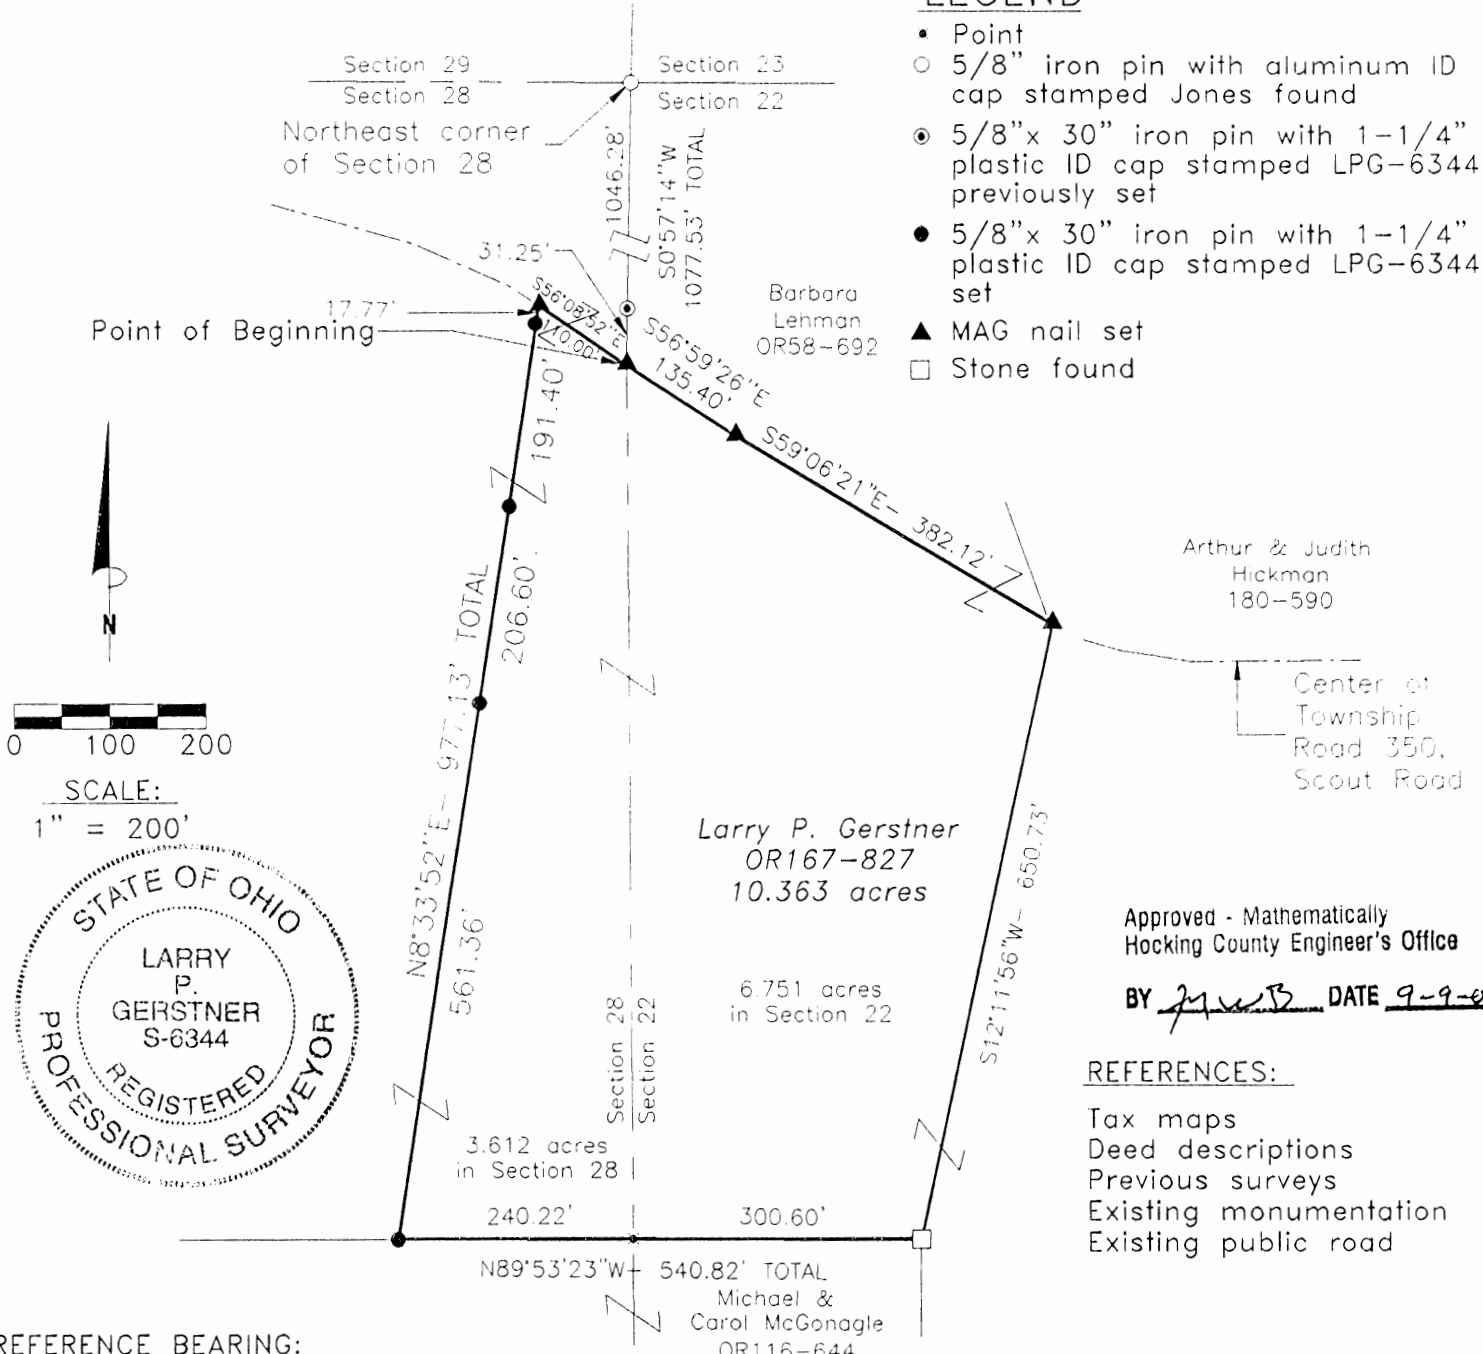 LEGEND
Point
5/8" iron pin with aluminum ID
cap stamped Jones found
5/8"x 30" iron pin with 1-1/4"
plastic ID cap stamped LPG-6344
previously set
5/8"x 30" iron pin with 1-1/4"
plastic ID cap stamped LPG-6344
set
MAG nail set
Stone found
Section 29
Section 28
Section 23
Section 22
Northeast corner
of Section 28
1046.28'
S0°57'14"W
1077.53' TOTAL
31.25'
17.77'
Point of Beginning
S56°08'52"E
110.00'
Barbara
Lehman
OR58-692
S56°59'26"E
135.40'
S59°06'21"E- 382.12'
191.40'
206.60'
N8°33'52"E- 977.13' TOTAL
561.36'
Arthur & Judith
Hickman
180-590
Center of
Township
Road 350,
Scout Road
N
0 100 200
SCALE:
1" = 200'
STATE OF OHIO
LARRY
P.
GERSTNER
S-6344
REGISTERED
PROFESSIONAL SURVEYOR
Larry P. Gerstner
OR167-827
10.363 acres
S12°11'56"W- 650.73'
6.751 acres
in Section 22
Section 28
Section 22
3.612 acres
in Section 28
240.22'
300.60'
N89°53'23"W- 540.82' TOTAL
Michael &
Carol McGonagle
OR116-644
Approved - Mathematically
Hocking County Engineer's Office
BY DATE 9-9-
REFERENCES:
Tax maps
Deed descriptions
Previous surveys
Existing monumentation
Existing public road
REFERENCE BEARING: